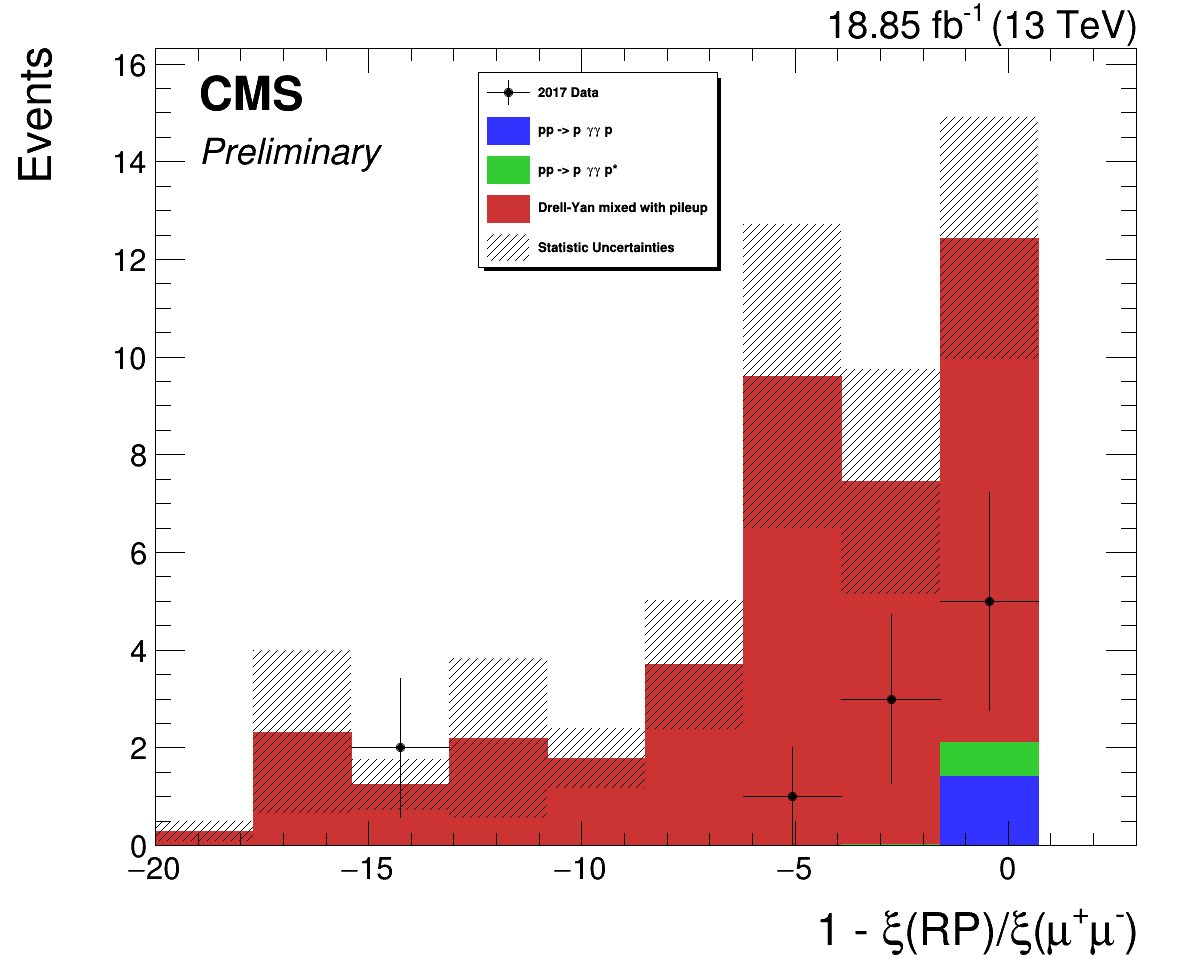 18.85 fb⁻¹ (13 TeV)
Events
CMS
Preliminary
2017 Data
pp -> p γγ p
pp -> p γγ p*
Drell-Yan mixed with pileup
Statistic Uncertainties
16
14
12
10
8
6
4
2
0
−20 −15 −10 −5 0
1 - ξ(RP)/ξ(μ⁺μ⁻)